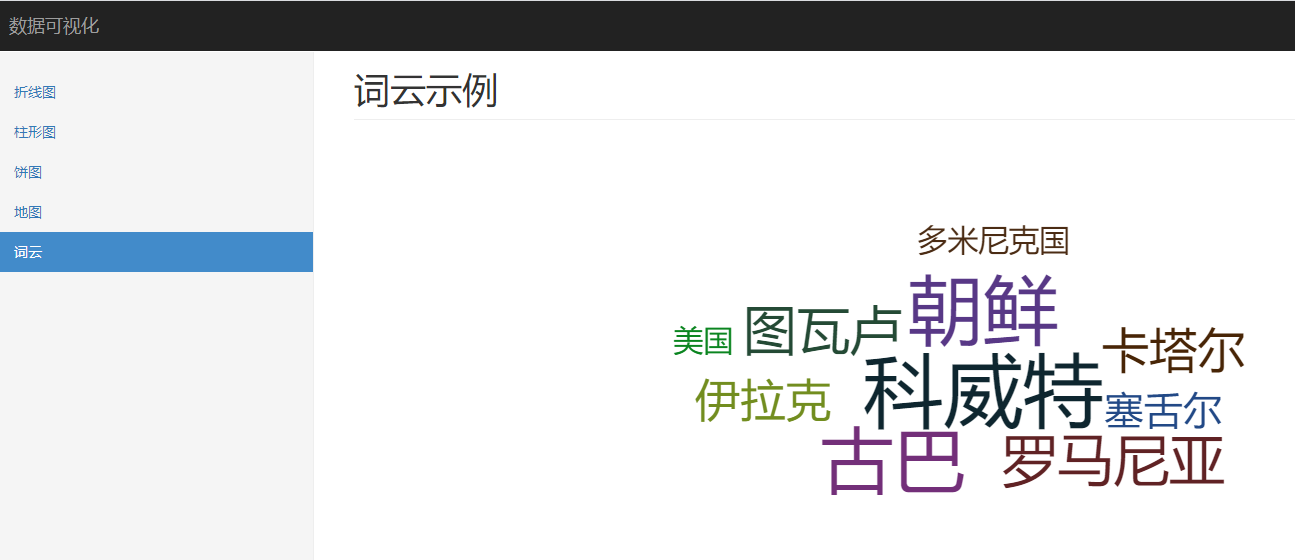 数据可视化
折线图
柱形图
饼图
地图
词云
词云示例
多米尼克国
朝鲜
图瓦卢
美国
卡塔尔
科威特
伊拉克
塞舌尔
古巴
罗马尼亚